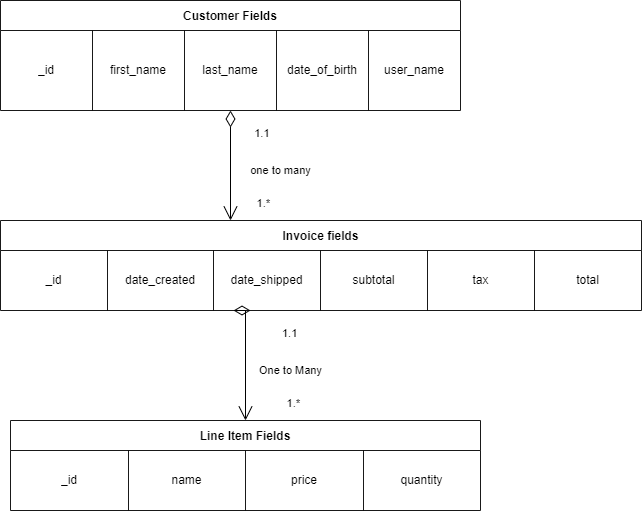 Customer Fields
_id first_name last_name date_of_birth user_name
1.1
one to many
1.*
Invoice fields
_id date_created date_shipped subtotal tax total
1.1
One to Many
1.*
Line Item Fields
_id name price quantity